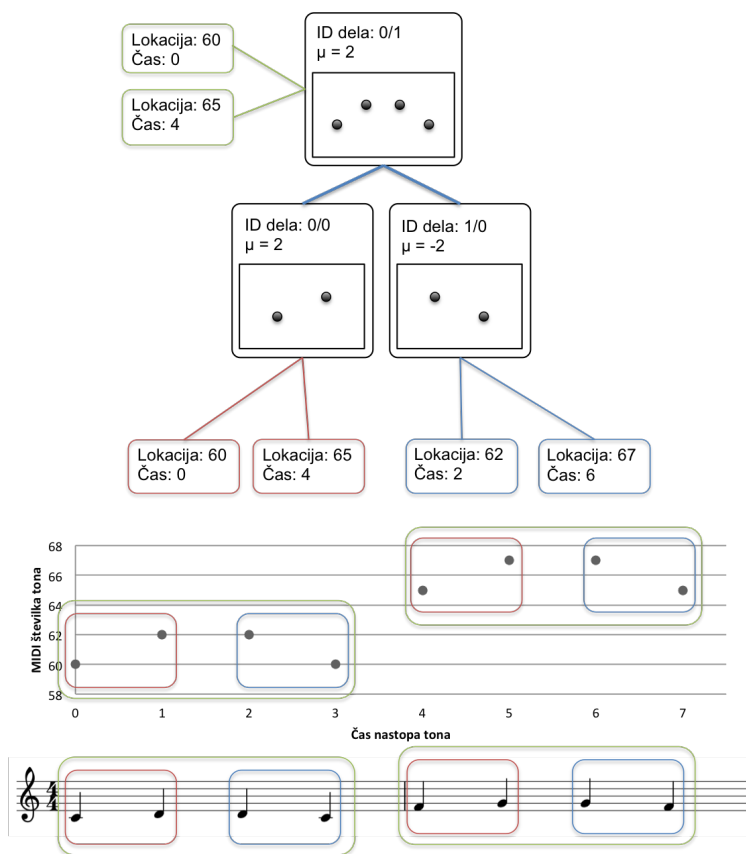 Lokacija: 60
Čas: 0
Lokacija: 65
Čas: 4
ID dela: 0/1
µ = 2
ID dela: 0/0
µ = 2
ID dela: 1/0
µ = -2
Lokacija: 60
Čas: 0
Lokacija: 65
Čas: 4
Lokacija: 62
Čas: 2
Lokacija: 67
Čas: 6
MIDI številka tona
68
66
64
62
60
58
0 1 2 3 4 5 6 7
Čas nastopa tona
4
4